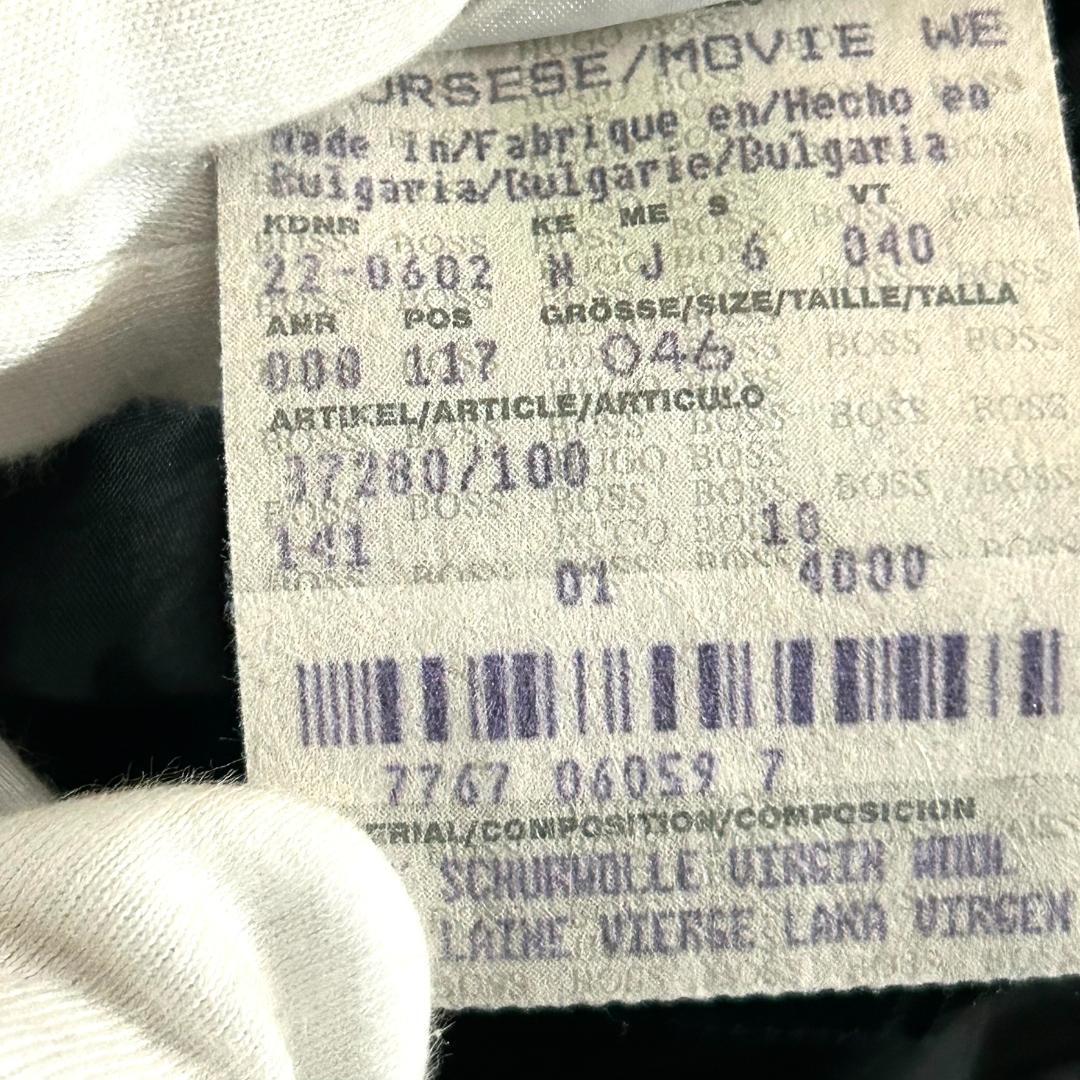 URSESE/MOVIE WE
Made in/Fabrique en/Hecho en
Bulgaria/Bulgarie/Bulgaria
KDNR KE ME S VT
22-0602 J 6 040
ANR POS GRÖSSE/SIZE/TAILLE/TALLA
000 117 046
ARTIKEL/ARTICLE/ARTICULO
37280/100
141 10
01 4000
7767 06059 7
ERIAL/COMPOSITION/COMPOSICION
SCHURWOLLE VIRGIN WOOL
LAINE VIERGE LANA VIRGEN